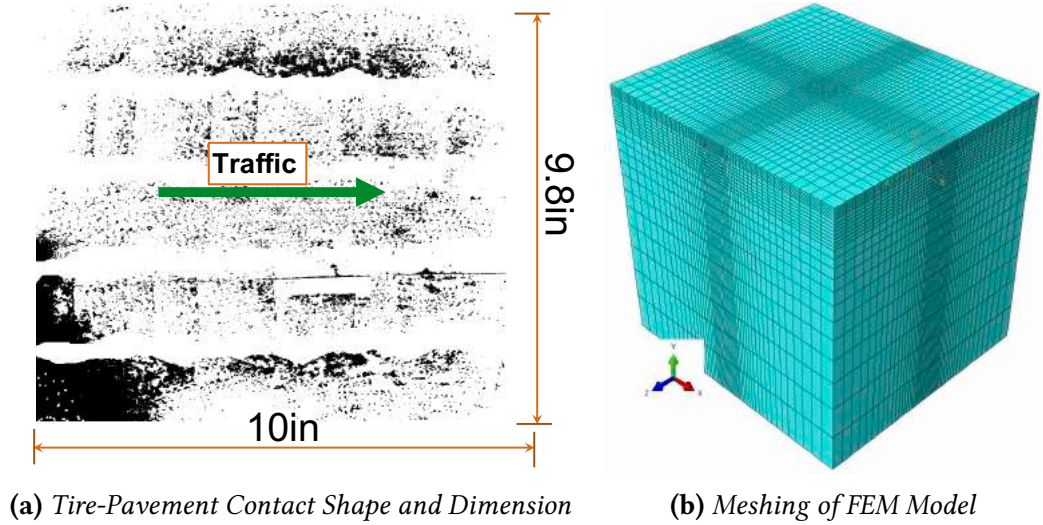 Traffic
9.8in
10in
Y
Z
X
(a) Tire-Pavement Contact Shape and Dimension
(b) Meshing of FEM Model